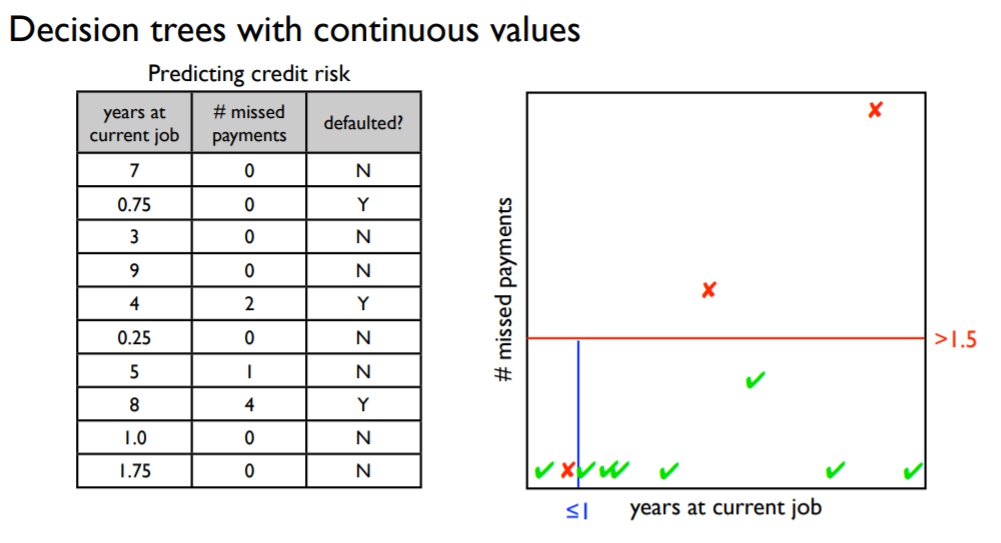 Decision trees with continuous values
Predicting credit risk
years at current job # missed payments defaulted?
7 0 N
0.75 0 Y
3 0 N
9 0 N
4 2 Y
0.25 0 N
5 1 N
8 4 Y
1.0 0 N
1.75 0 N
# missed payments
>1.5
≤1
years at current job